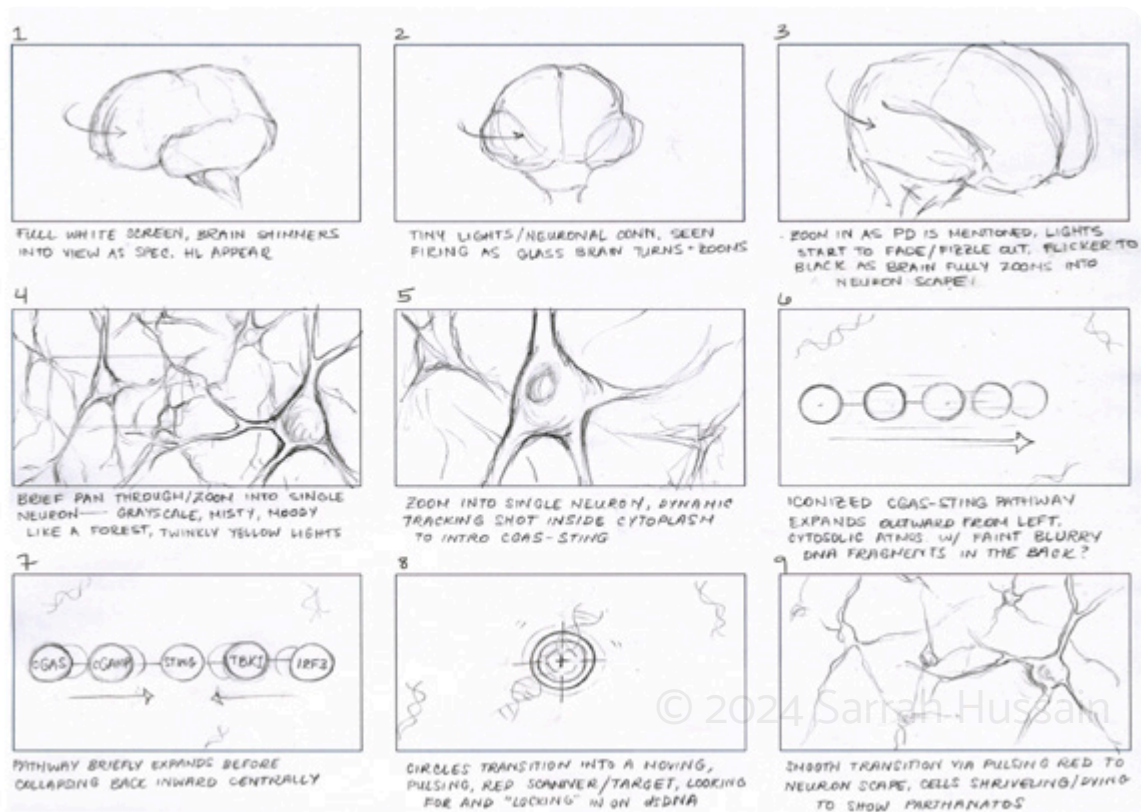 1
2
3
FULL WHITE SCREEN, BRAIN SHIMMERS
INTO VIEW AS SPEC. HL APPEAR
TINY LIGHTS/NEURONAL CONN. SEEN
FIRING AS GLASS BRAIN TURNS + ZOOMS
ZOOM IN AS PD IS MENTIONED, LIGHTS
START TO FADE/FIZZLE OUT, FLICKER TO
BLACK AS BRAIN FULLY ZOOMS INTO
NEURON SCAPE!
4
5
6
BRIEF PAN THROUGH/ZOOM INTO SINGLE
NEURON — GRAYSCALE, MISTY, MOODY
LIKE A FOREST, TWINKLY YELLOW LIGHTS
ZOOM INTO SINGLE NEURON, DYNAMIC
TRACKING SHOT INSIDE CYTOPLASM
TO INTRO CGAS-STING
ICONIZED CGAS-STING PATHWAY
EXPANDS OUTWARD FROM LEFT,
CYTOSOLIC ATMOS. W/ FAINT BLURRY
DNA FRAGMENTS IN THE BACK?
7
8
9
cGAS cGAMP STING TBK1 IRF3
PATHWAY BRIEFLY EXPANDS BEFORE
COLLAPSING BACK INWARD CENTRALLY
CIRCLES TRANSITION INTO A MOVING,
PULSING, RED SCANNER/TARGET, LOOKING
FOR AND "LOCKING" IN ON dsDNA
SMOOTH TRANSITION VIA PULSING RED TO
NEURON SCAPE, CELLS SHRIVELING/DYING
TO SHOW PARTHANATOS
© 2024 Sarrah Hussain